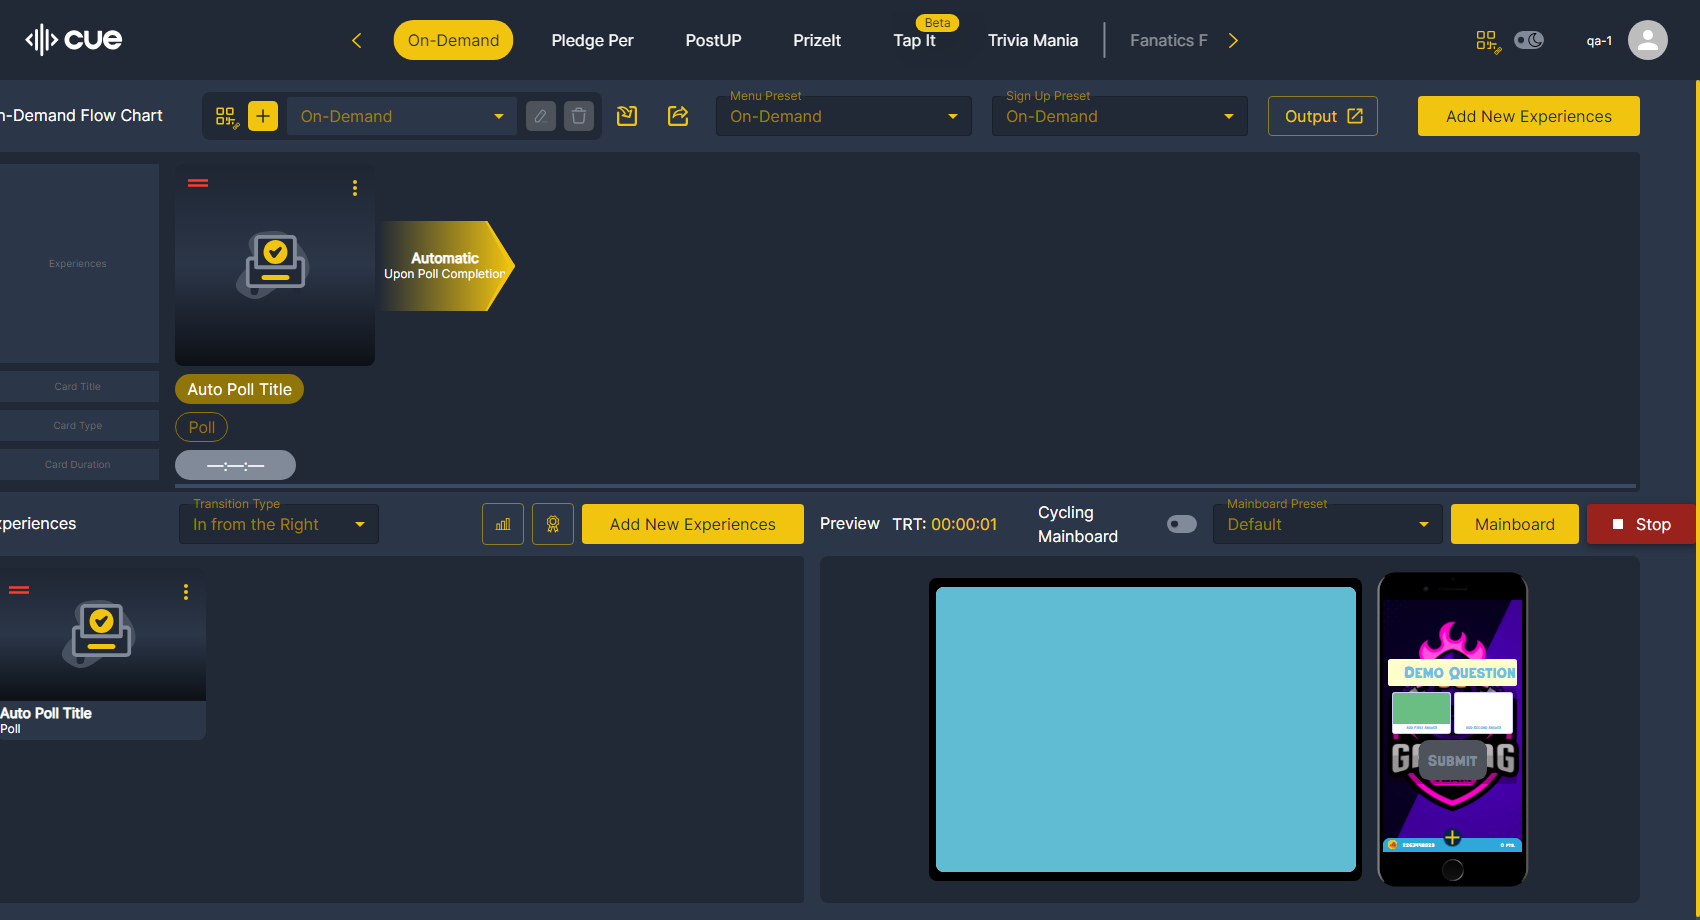 cue
On-Demand
Pledge Per
PostUP
PrizeIt
Beta
Tap It
Trivia Mania
Fanatics F
qa-1
n-Demand Flow Chart
On-Demand
Menu Preset
On-Demand
Sign Up Preset
On-Demand
Output
Add New Experiences
Experiences
Automatic
Upon Poll Completion
Card Title
Auto Poll Title
Card Type
Poll
Card Duration
—:—:—
xperiences
Transition Type
In from the Right
Add New Experiences
Preview
TRT: 00:00:01
Cycling
Mainboard
Mainboard Preset
Default
Mainboard
Stop
Auto Poll Title
Poll
Demo Question
Submit
0 pts.